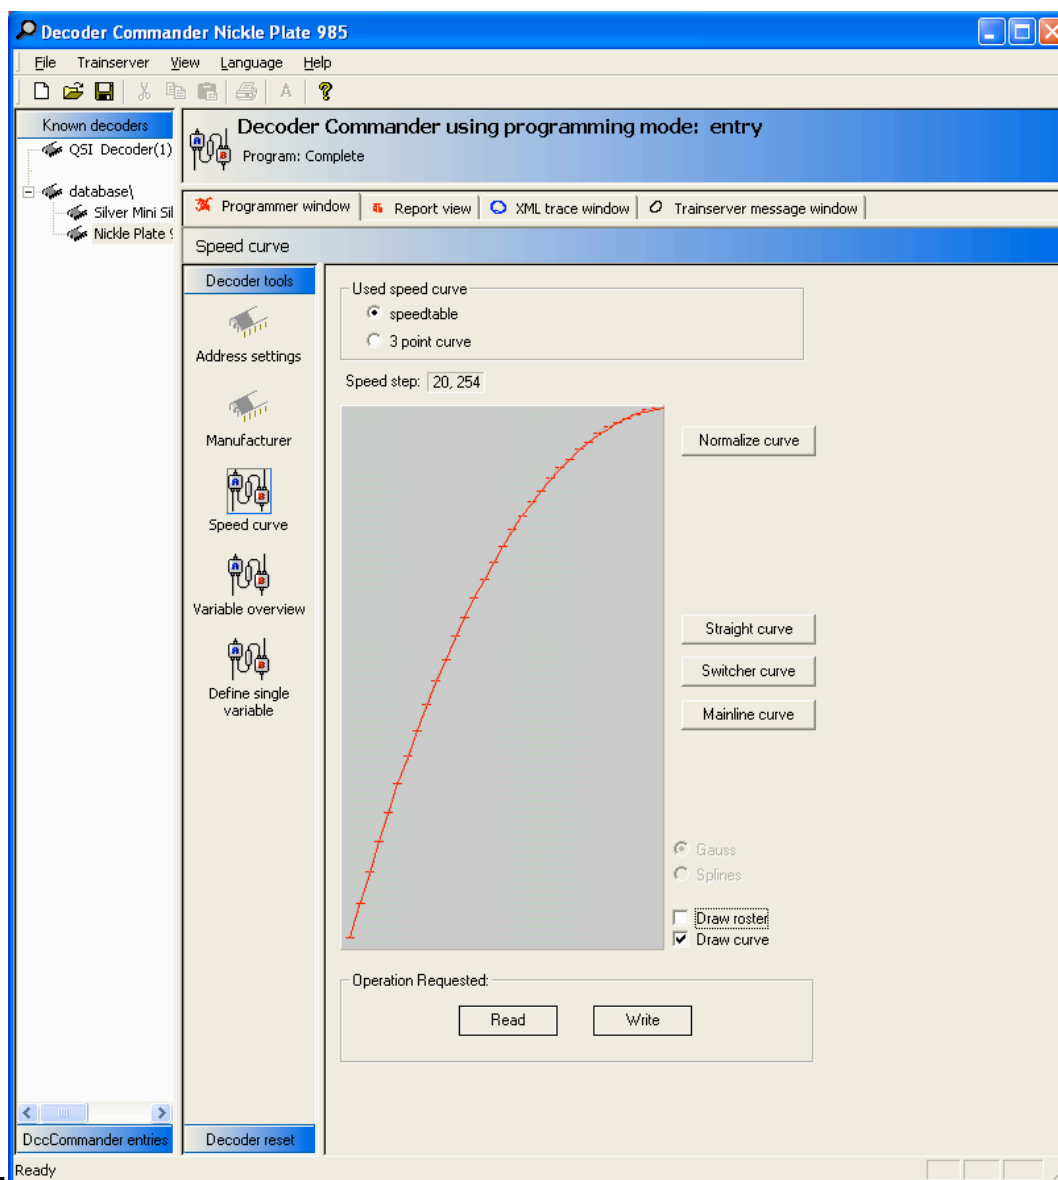 Decoder Commander Nickle Plate 985
File Trainserver View Language Help
Known decoders
QSI Decoder(1)
database\
Silver Mini Sil
Nickle Plate
DccCommander entries
Decoder Commander using programming mode: entry
Program: Complete
Programmer window Report view XML trace window Trainserver message window
Speed curve
Decoder tools
Address settings
Manufacturer
Speed curve
Variable overview
Define single
variable
Decoder reset
Used speed curve
speedtable
3 point curve
Speed step: 20, 254
Normalize curve
Straight curve
Switcher curve
Mainline curve
Gauss
Splines
Draw roster
Draw curve
Operation Requested:
Read Write
Ready